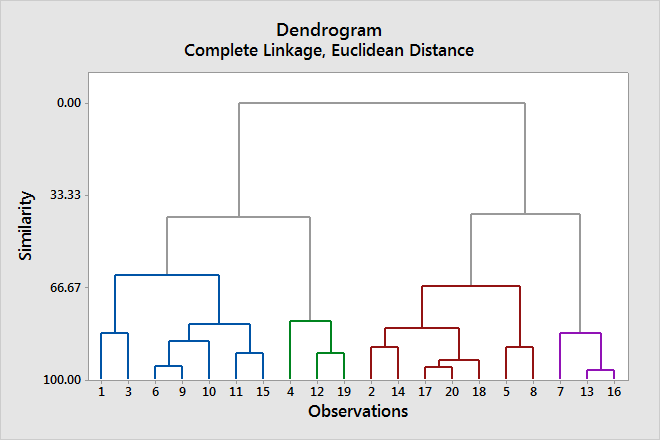 Dendrogram
Complete Linkage, Euclidean Distance
0.00
33.33
66.67
100.00
Similarity
1 3 6 9 10 11 15 4 12 19 2 14 17 20 18 5 8 7 13 16
Observations